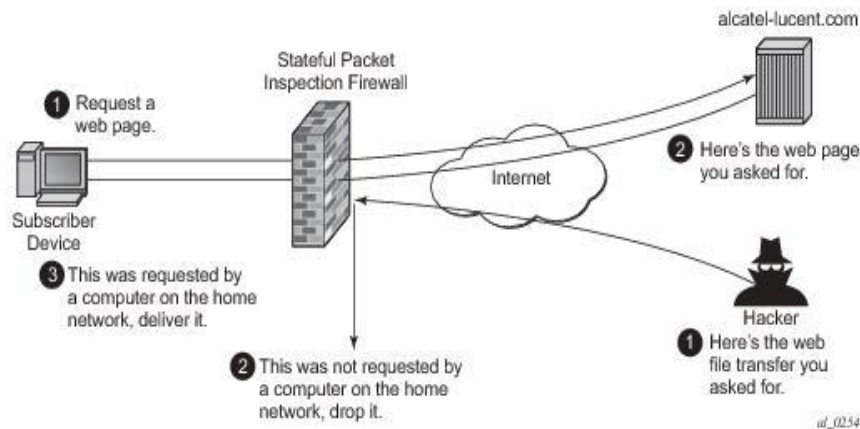 alcatel-lucent.com
Stateful Packet
Inspection Firewall
1 Request a
web page.
2 Here's the web page
you asked for.
Internet
Subscriber
Device
3 This was requested by
a computer on the home
network, deliver it.
Hacker
1 Here's the web
file transfer you
asked for.
2 This was not requested by
a computer on the home
network, drop it.
al_0254